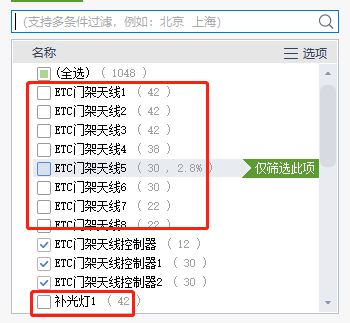 (支持多条件过滤，例如：北京 上海)
名称 选项
(全选) ( 1048 )
ETC门架天线1 ( 42 )
ETC门架天线2 ( 42 )
ETC门架天线3 ( 42 )
ETC门架天线4 ( 38 )
ETC门架天线5 ( 30 , 2.8% ) 仅筛选此项
ETC门架天线6 ( 30 )
ETC门架天线7 ( 22 )
ETC门架天线8 ( 22 )
ETC门架天线控制器 ( 12 )
ETC门架天线控制器1 ( 30 )
ETC门架天线控制器2 ( 30 )
补光灯1 ( 42 )